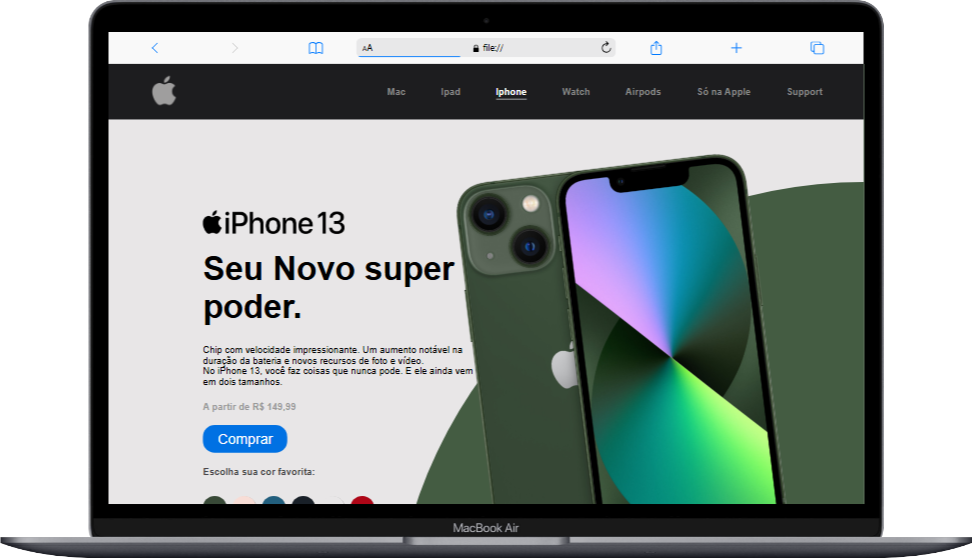 AA
file://
Mac Ipad Iphone Watch Airpods Só na Apple Support
iPhone 13
Seu Novo super
poder.
Chip com velocidade impressionante. Um aumento notável na
duração da bateria e novos recursos de foto e vídeo.
No iPhone 13, você faz coisas que nunca pode. E ele ainda vem
em dois tamanhos.
A partir de R$ 149,99
Comprar
Escolha sua cor favorita:
MacBook Air